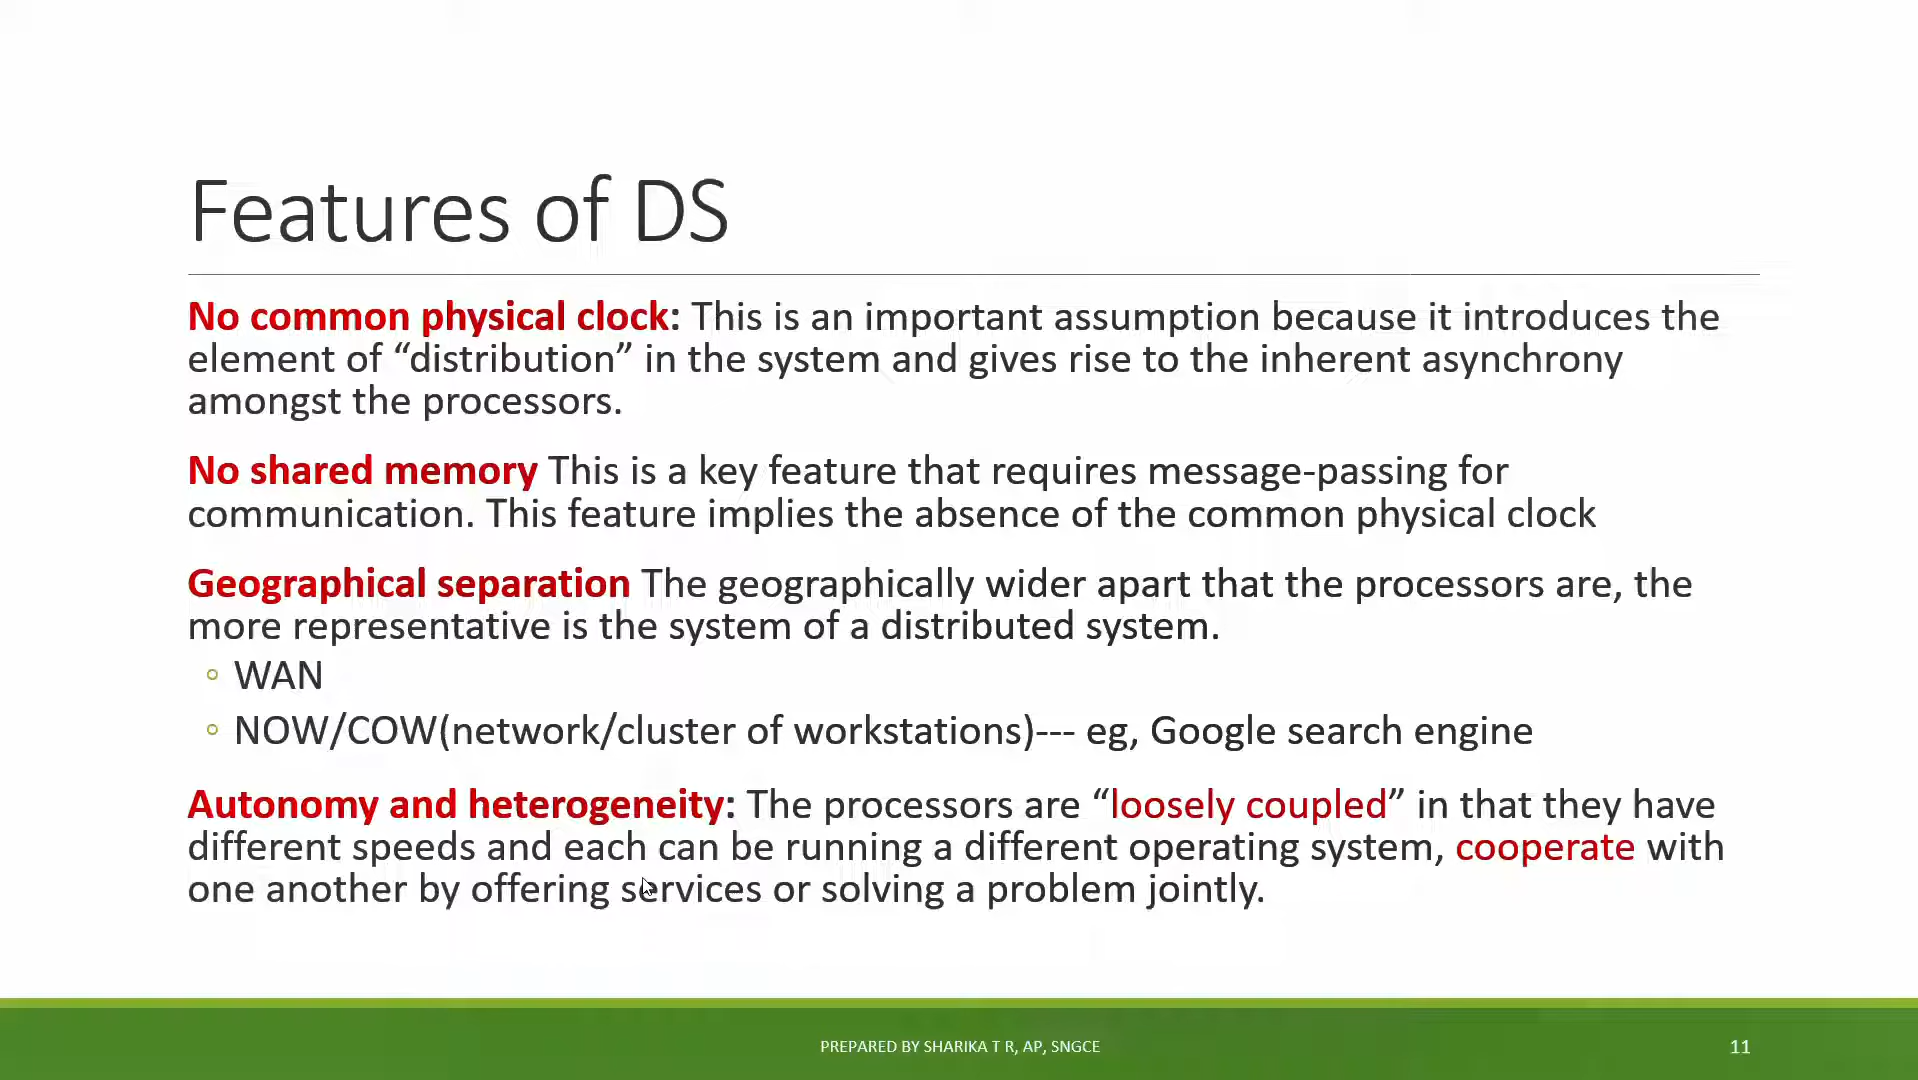 Features of DS
No common physical clock: This is an important assumption because it introduces the
element of “distribution” in the system and gives rise to the inherent asynchrony
amongst the processors.
No shared memory This is a key feature that requires message-passing for
communication. This feature implies the absence of the common physical clock
Geographical separation The geographically wider apart that the processors are, the
more representative is the system of a distributed system.
◦ WAN
◦ NOW/COW(network/cluster of workstations)--- eg, Google search engine
Autonomy and heterogeneity: The processors are “loosely coupled” in that they have
different speeds and each can be running a different operating system, cooperate with
one another by offering services or solving a problem jointly.
PREPARED BY SHARIKA T R, AP, SNGCE
11